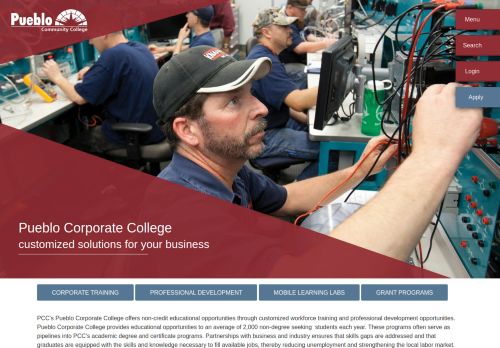 Pueblo
Community College
Menu
Search
Login
Apply
Pueblo Corporate College
customized solutions for your business
CORPORATE TRAINING
PROFESSIONAL DEVELOPMENT
MOBILE LEARNING LABS
GRANT PROGRAMS
PCC's Pueblo Corporate College offers non-credit educational opportunities through customized workforce training and professional development opportunities.
Pueblo Corporate College provides educational opportunities to an average of 2,000 non-degree seeking students each year. These programs often serve as
pipelines into PCC's academic degree and certificate programs. Partnerships with business and industry ensures that skills gaps are addressed and that
graduates are equipped with the skills and knowledge necessary to fill available jobs, thereby reducing unemployment and strengthening the local labor market.